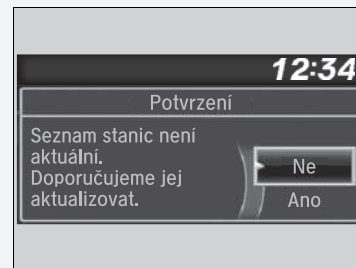 12:34
Potvrzení
Seznam stanic není
aktuální.
Doporučujeme jej
aktualizovat.
Ne
Ano